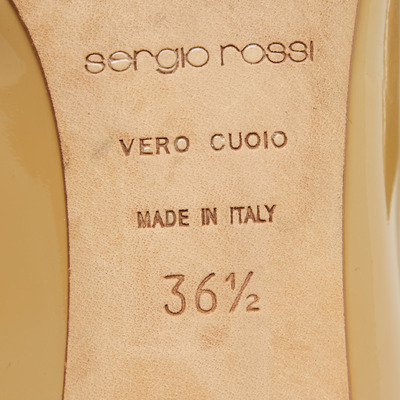 sergio rossi
VERO CUOIO
MADE IN ITALY
36½